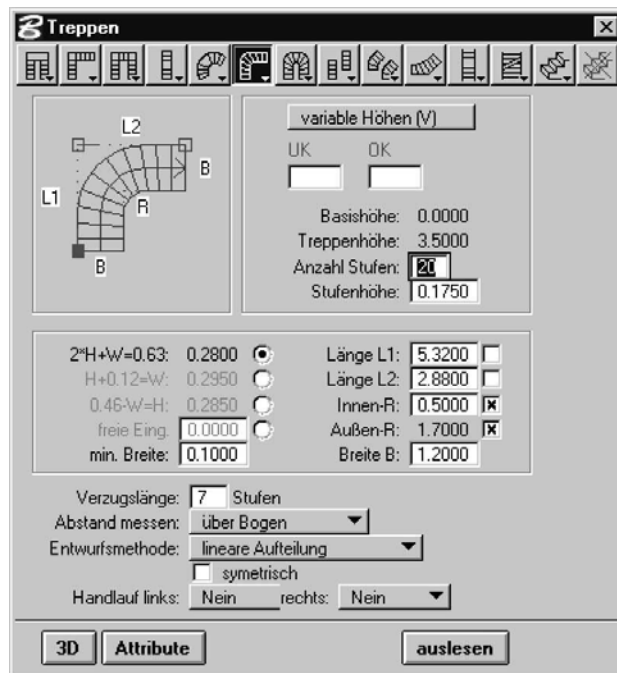 Treppen
L2
B
L1
R
B
variable Höhen (V)
UK OK
Basishöhe: 0.0000
Treppenhöhe: 3.5000
Anzahl Stufen: 20
Stufenhöhe: 0.1750
2*H+W=0.63: 0.2800
H+0.12=W: 0.2950
0.46-W=H: 0.2850
freie Eing. 0.0000
min. Breite: 0.1000
Länge L1: 5.3200
Länge L2: 2.8800
Innen-R: 0.5000
Außen-R: 1.7000
Breite B: 1.2000
Verzugslänge: 7 Stufen
Abstand messen: über Bogen
Entwurfsmethode: lineare Aufteilung
symetrisch
Handlauf links: Nein rechts: Nein
3D Attribute auslesen